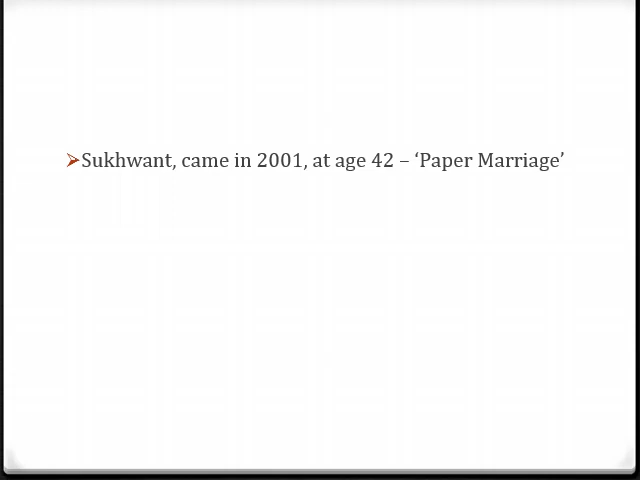 ➢Sukhwant, came in 2001, at age 42 – ‘Paper Marriage’